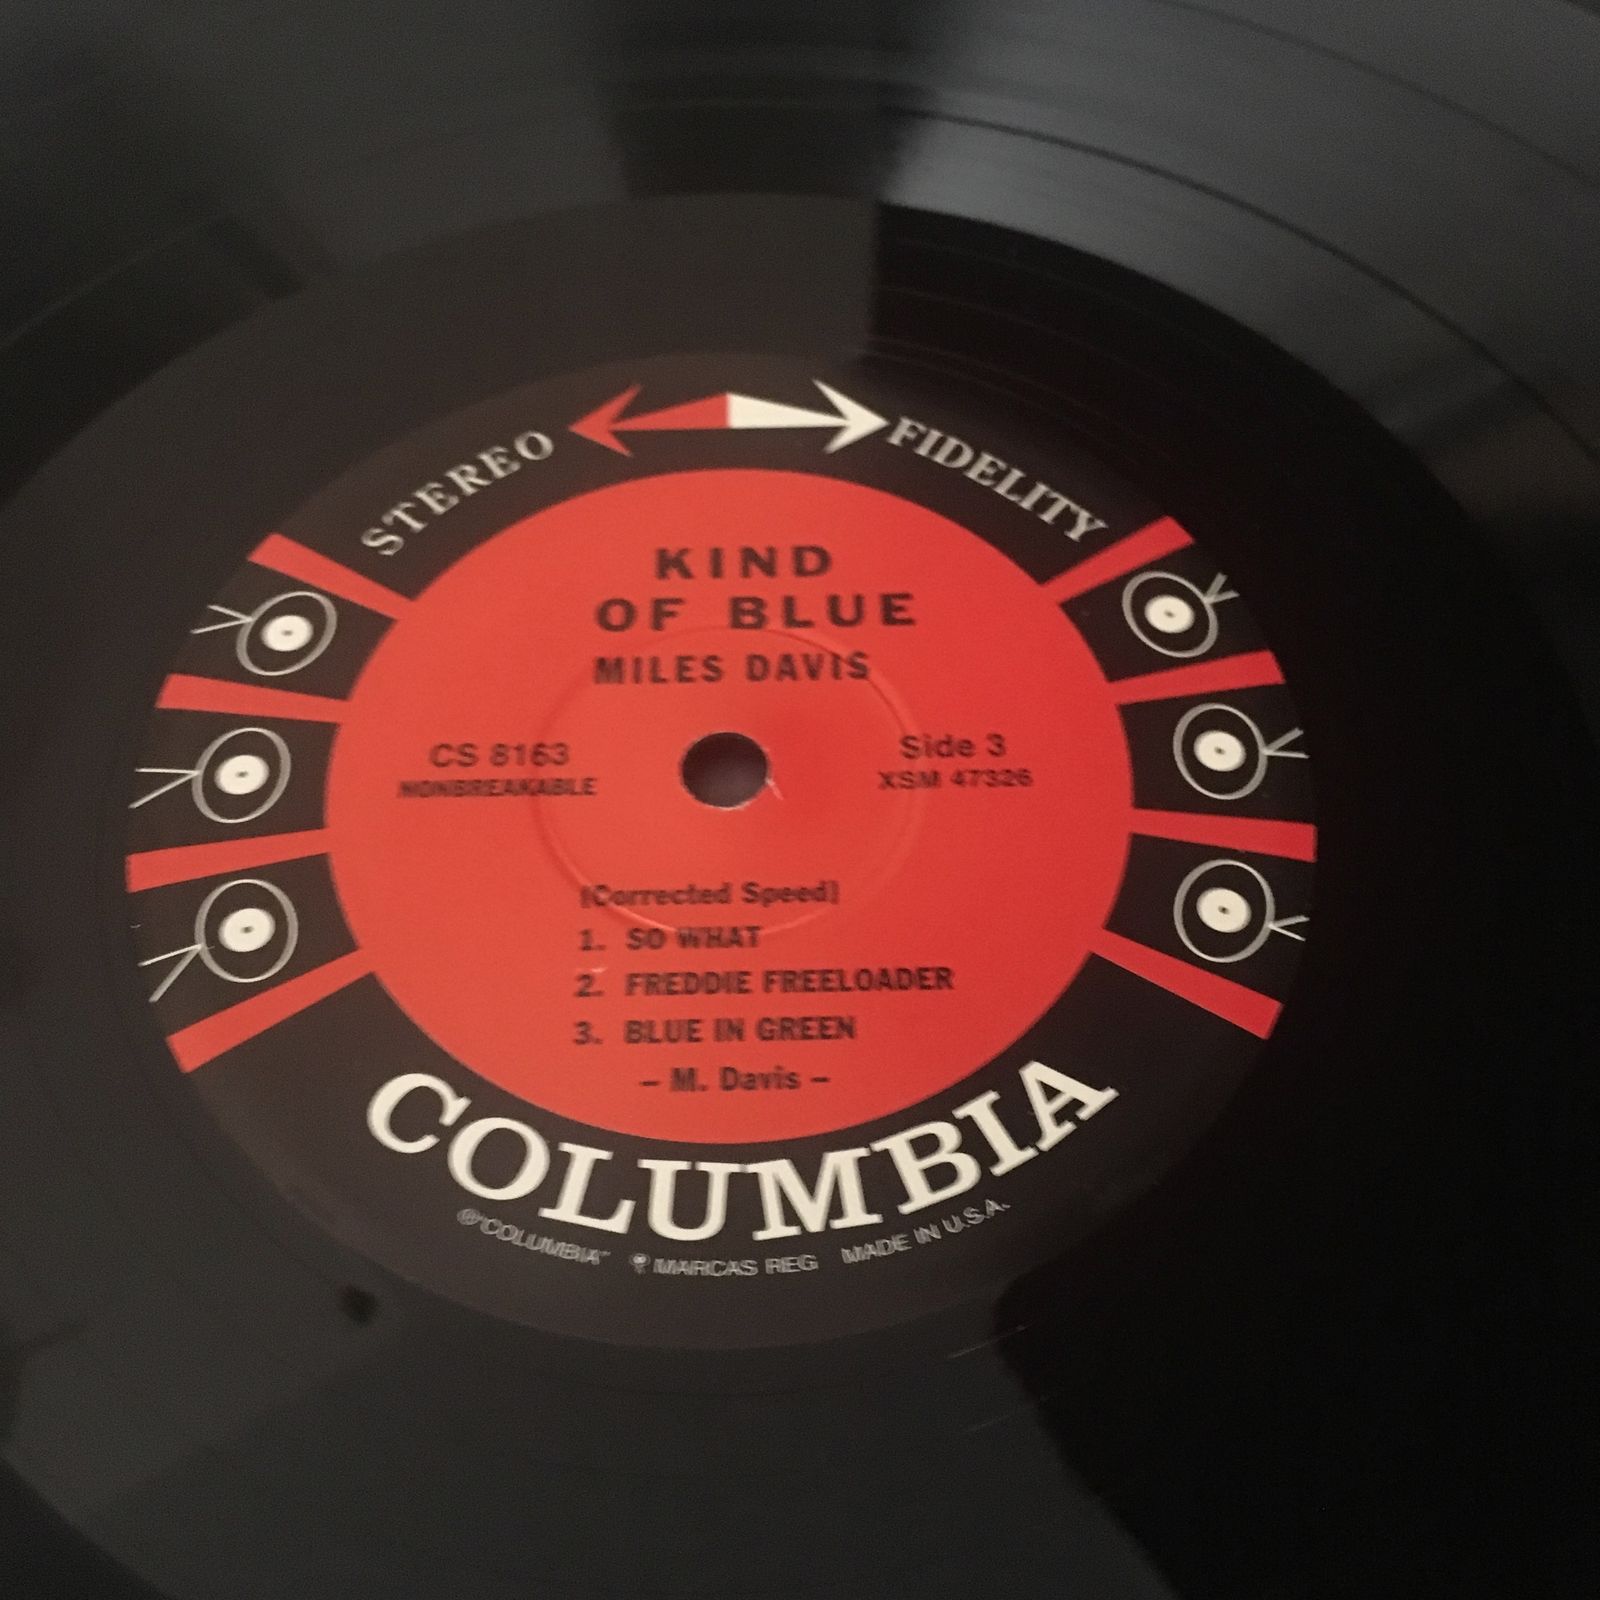 STEREO FIDELITY
KIND
OF BLUE
MILES DAVIS
CS 8163
NONBREAKABLE
Side 3
XSM 47326
(Corrected Speed)
1. SO WHAT
2. FREDDIE FREELOADER
3. BLUE IN GREEN
– M. Davis –
COLUMBIA
® "COLUMBIA" MARCAS REG MADE IN U.S.A.